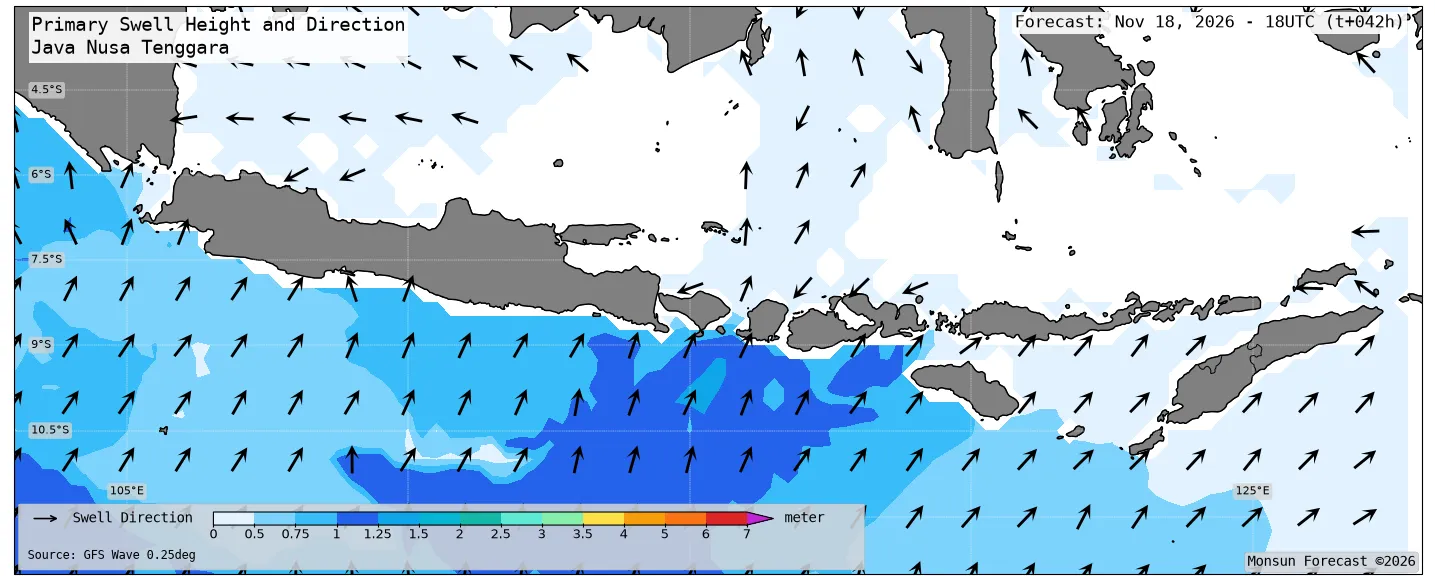 Primary Swell Height and Direction
Java Nusa Tenggara
Forecast: Nov 18, 2026 - 18UTC (t+042h)
4.5°S
6°S
7.5°S
9°S
10.5°S
105°E
125°E
Swell Direction
0 0.5 0.75 1 1.25 1.5 2 2.5 3 3.5 4 5 6 7
meter
Source: GFS Wave 0.25deg
Monsun Forecast ©2026